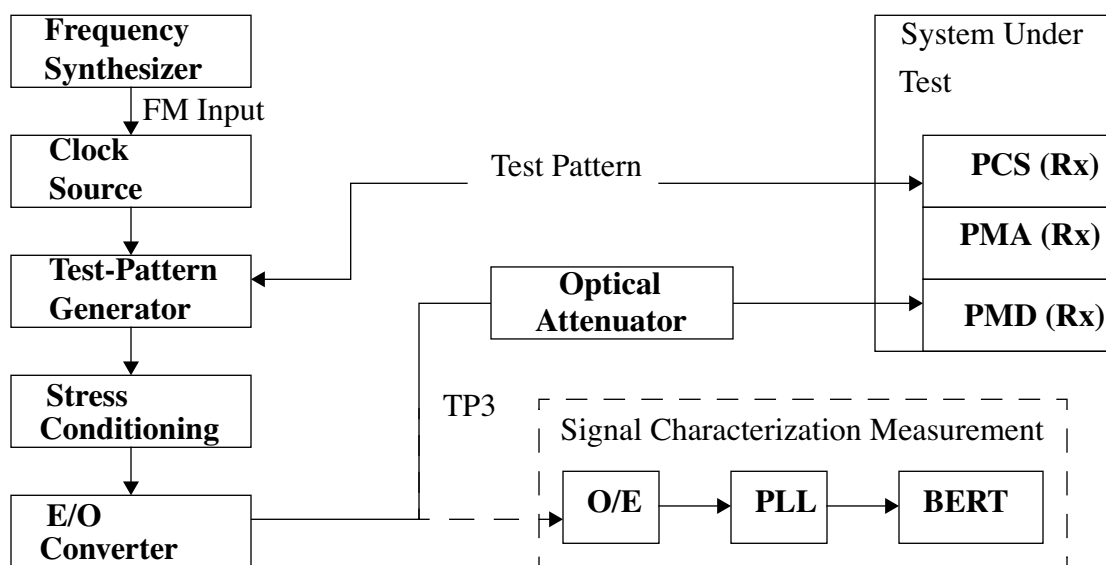 Frequency
Synthesizer
FM Input
Clock
Source
Test-Pattern
Generator
Stress
Conditioning
E/O
Converter
Test Pattern
Optical
Attenuator
TP3
System Under
Test
PCS (Rx)
PMA (Rx)
PMD (Rx)
Signal Characterization Measurement
O/E
PLL
BERT